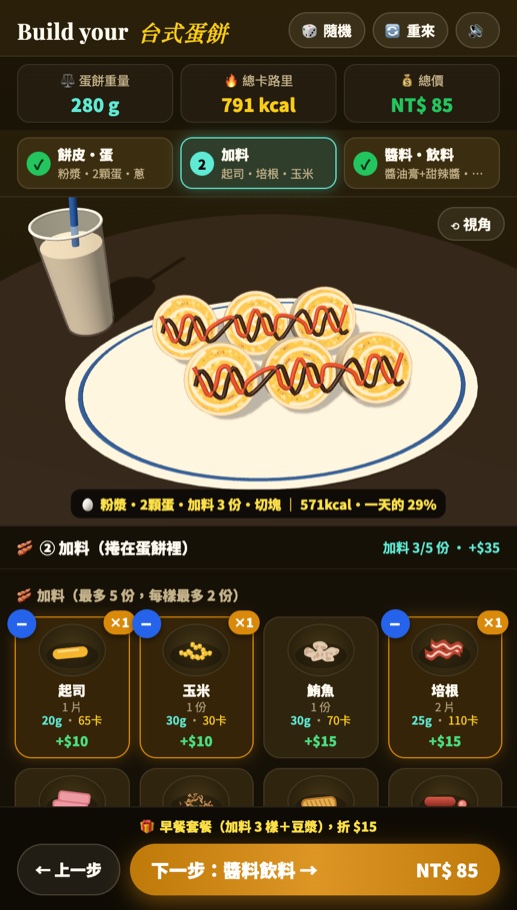 Build your 台式蛋餅
🎲 隨機
🔄 重來
🔊
⚖️ 蛋餅重量
280 g
🔥 總卡路里
791 kcal
💰 總價
NT$ 85
✓ 餅皮・蛋
粉漿・2顆蛋・蔥
2 加料
起司・培根・玉米
✓ 醬料・飲料
醬油膏+甜辣醬・…
⟲ 視角
🥚 粉漿・2顆蛋・加料 3 份・切塊 ｜ 571kcal・一天的 29%
🥓 ② 加料（捲在蛋餅裡）
加料 3/5 份 ・ +$35
🥓 加料（最多 5 份，每樣最多 2 份）
− ×1
起司
1 片
20g ・ 65卡
+$10
− ×1
玉米
1 份
30g ・ 30卡
+$10
鮪魚
1 份
30g ・ 70卡
+$15
− ×1
培根
2 片
25g ・ 110卡
+$15
🎁 早餐套餐（加料 3 樣＋豆漿），折 $15
← 上一步
下一步：醬料飲料 → NT$ 85